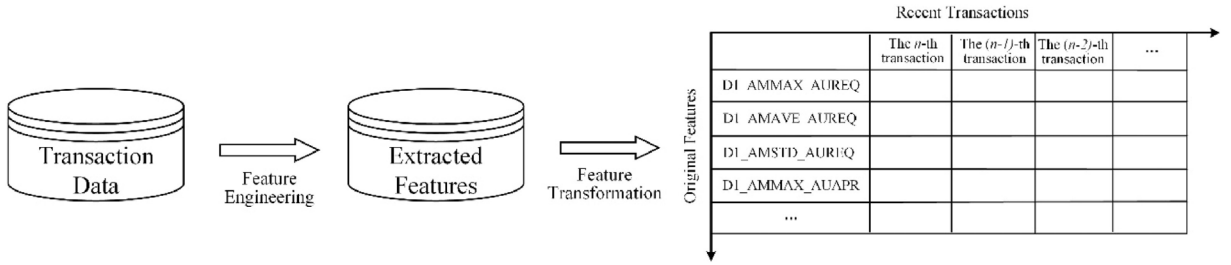 Transaction
Data
Feature
Engineering
Extracted
Features
Feature
Transformation
Recent Transactions
Original Features
The n-th
transaction
The (n-1)-th
transaction
The (n-2)-th
transaction
...
D1_AMMAX_AUREQ
D1_AMAVE_AUREQ
D1_AMSTD_AUREQ
D1_AMMAX_AUAPR
...